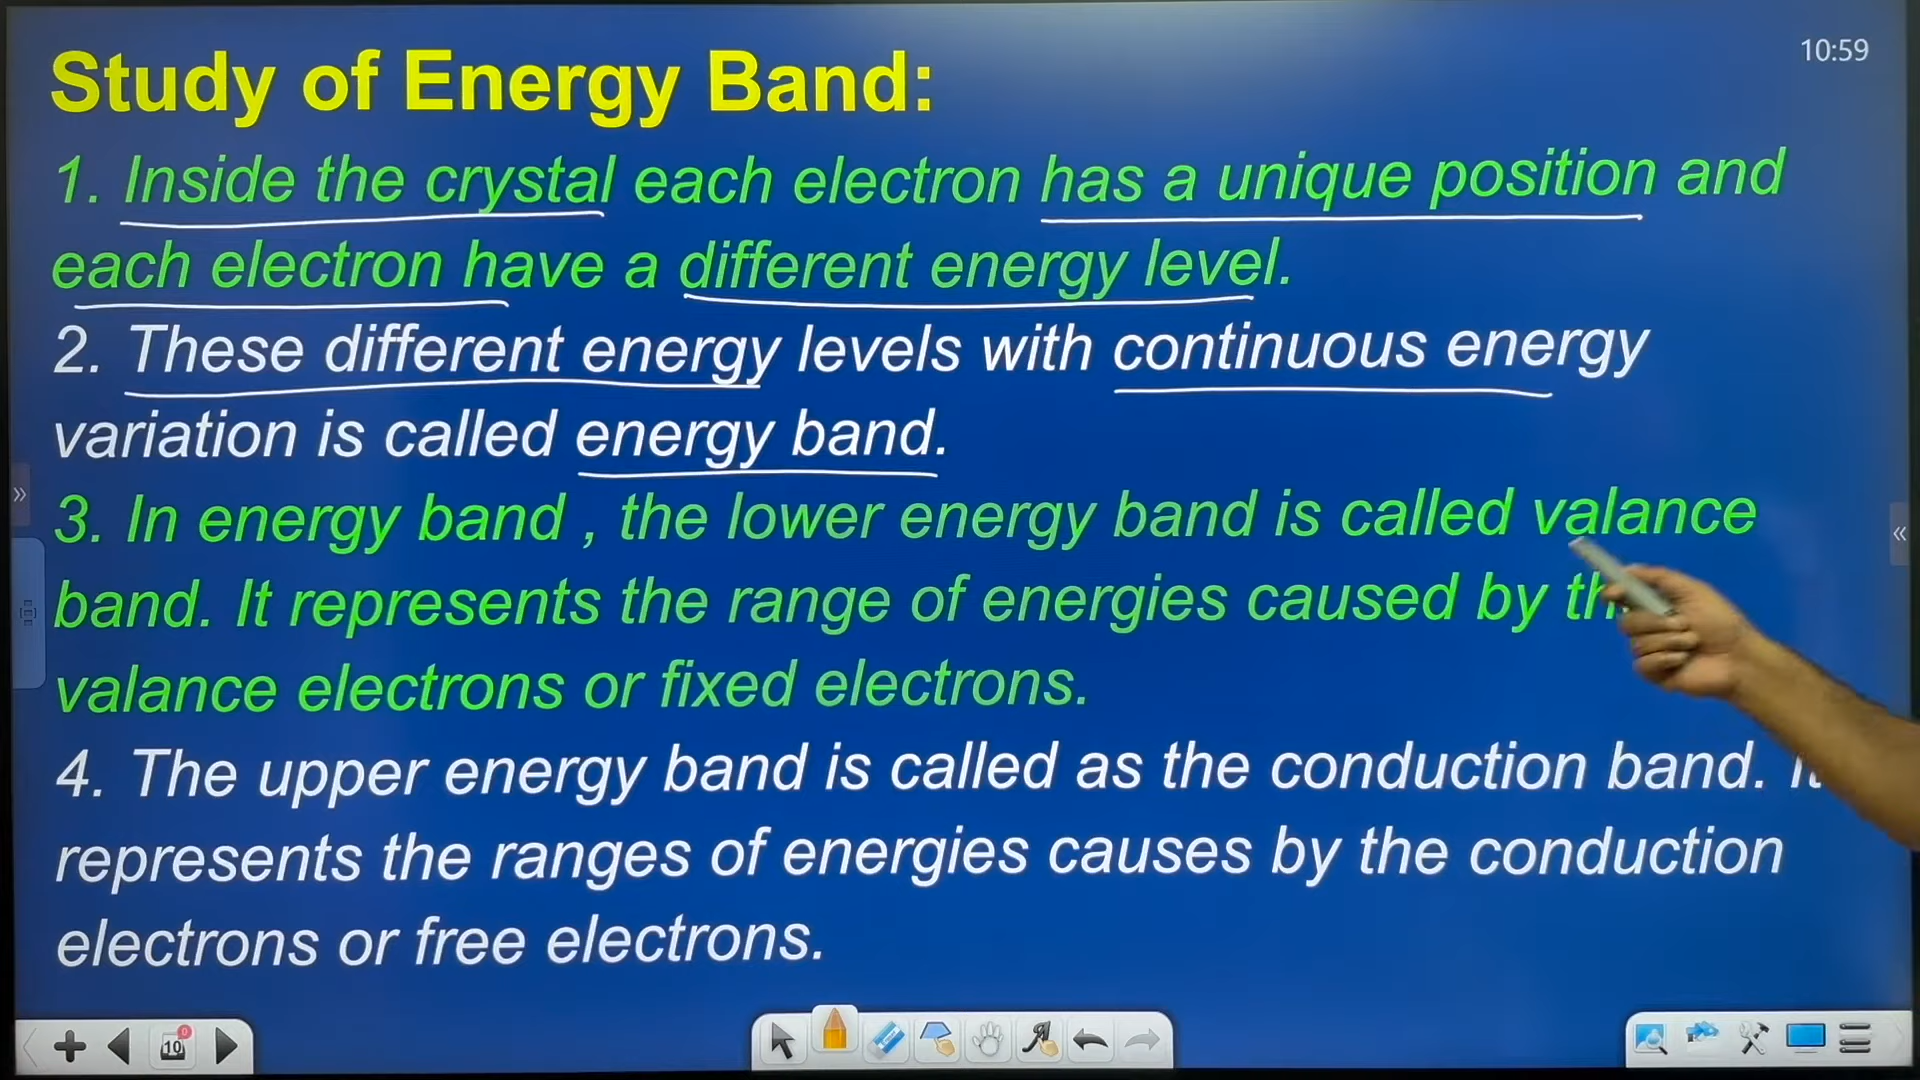 Study of Energy Band:
10:59
1. Inside the crystal each electron has a unique position and
each electron have a different energy level.
2. These different energy levels with continuous energy
variation is called energy band.
3. In energy band , the lower energy band is called valance
band. It represents the range of energies caused by
valance electrons or fixed electrons.
4. The upper energy band is called as the conduction band. It
represents the ranges of energies causes by the conduction
electrons or free electrons.
10
0